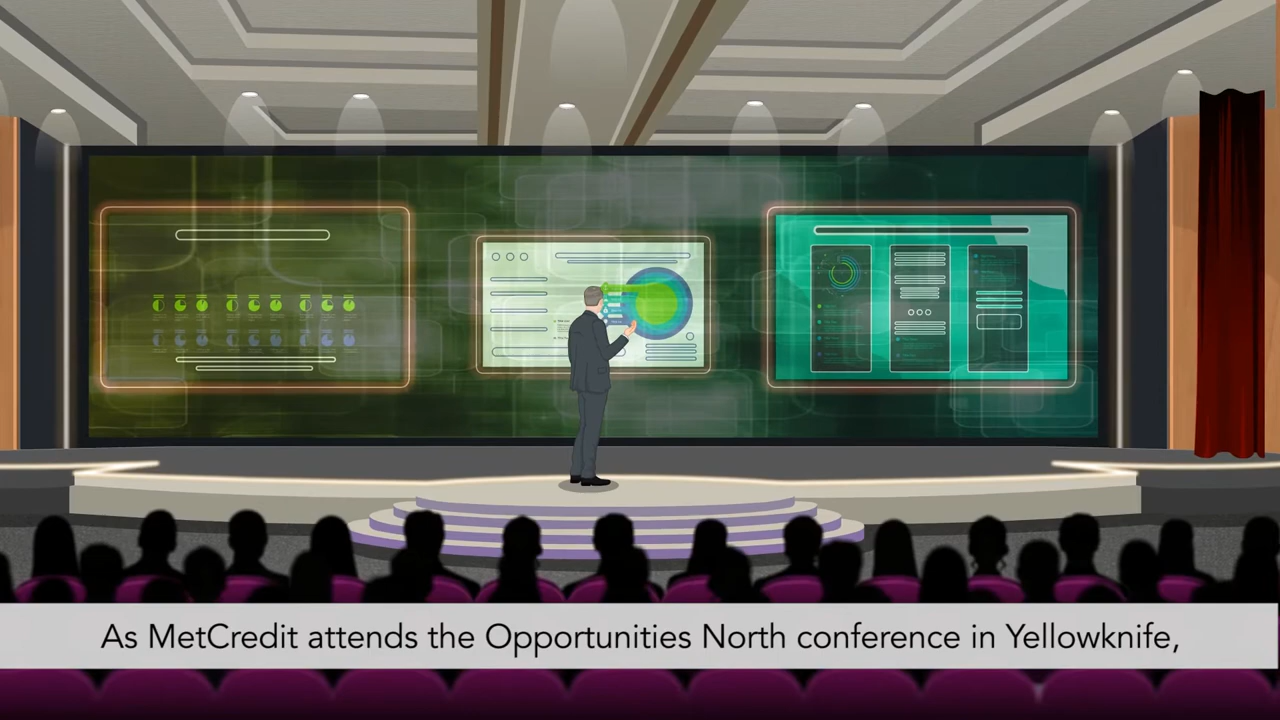 As MetCredit attends the Opportunities North conference in Yellowknife,